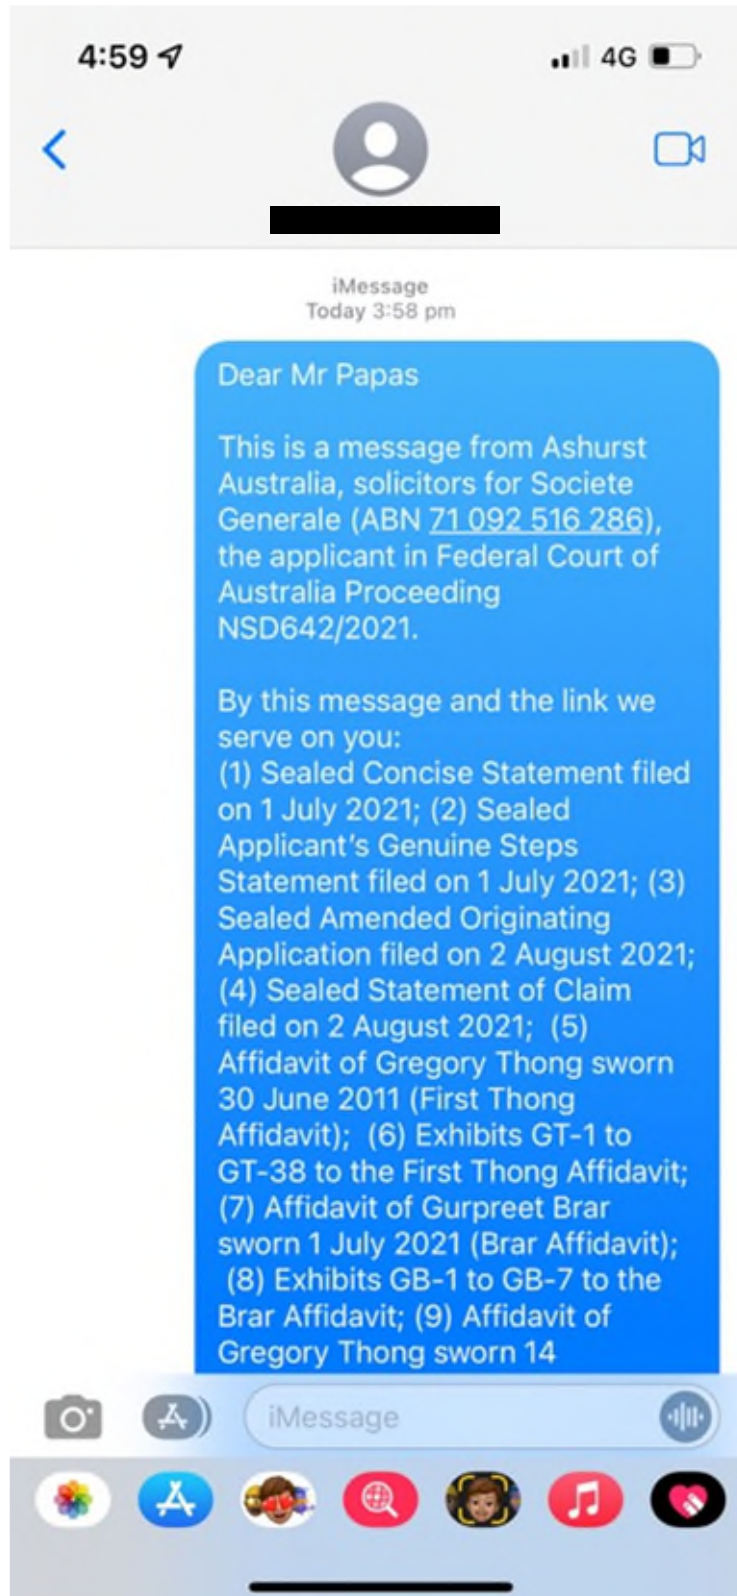 4:59
4G
iMessage
Today 3:58 pm
Dear Mr Papas
This is a message from Ashurst
Australia, solicitors for Societe
Generale (ABN 71 092 516 286),
the applicant in Federal Court of
Australia Proceeding
NSD642/2021.
By this message and the link we
serve on you:
(1) Sealed Concise Statement filed
on 1 July 2021; (2) Sealed
Applicant's Genuine Steps
Statement filed on 1 July 2021; (3)
Sealed Amended Originating
Application filed on 2 August 2021;
(4) Sealed Statement of Claim
filed on 2 August 2021;  (5)
Affidavit of Gregory Thong sworn
30 June 2011 (First Thong
Affidavit);  (6) Exhibits GT-1 to
GT-38 to the First Thong Affidavit;
(7) Affidavit of Gurpreet Brar
sworn 1 July 2021 (Brar Affidavit);
(8) Exhibits GB-1 to GB-7 to the
Brar Affidavit; (9) Affidavit of
Gregory Thong sworn 14
iMessage